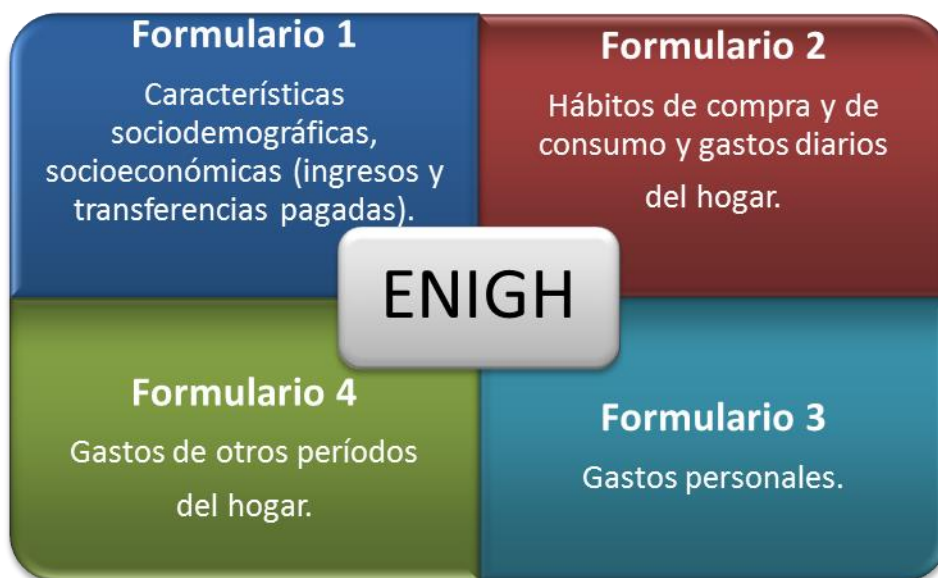 Formulario 1
Características
sociodemográficas,
socioeconómicas (ingresos y
transferencias pagadas).
Formulario 2
Hábitos de compra y de
consumo y gastos diarios
del hogar.
ENIGH
Formulario 4
Gastos de otros períodos
del hogar.
Formulario 3
Gastos personales.